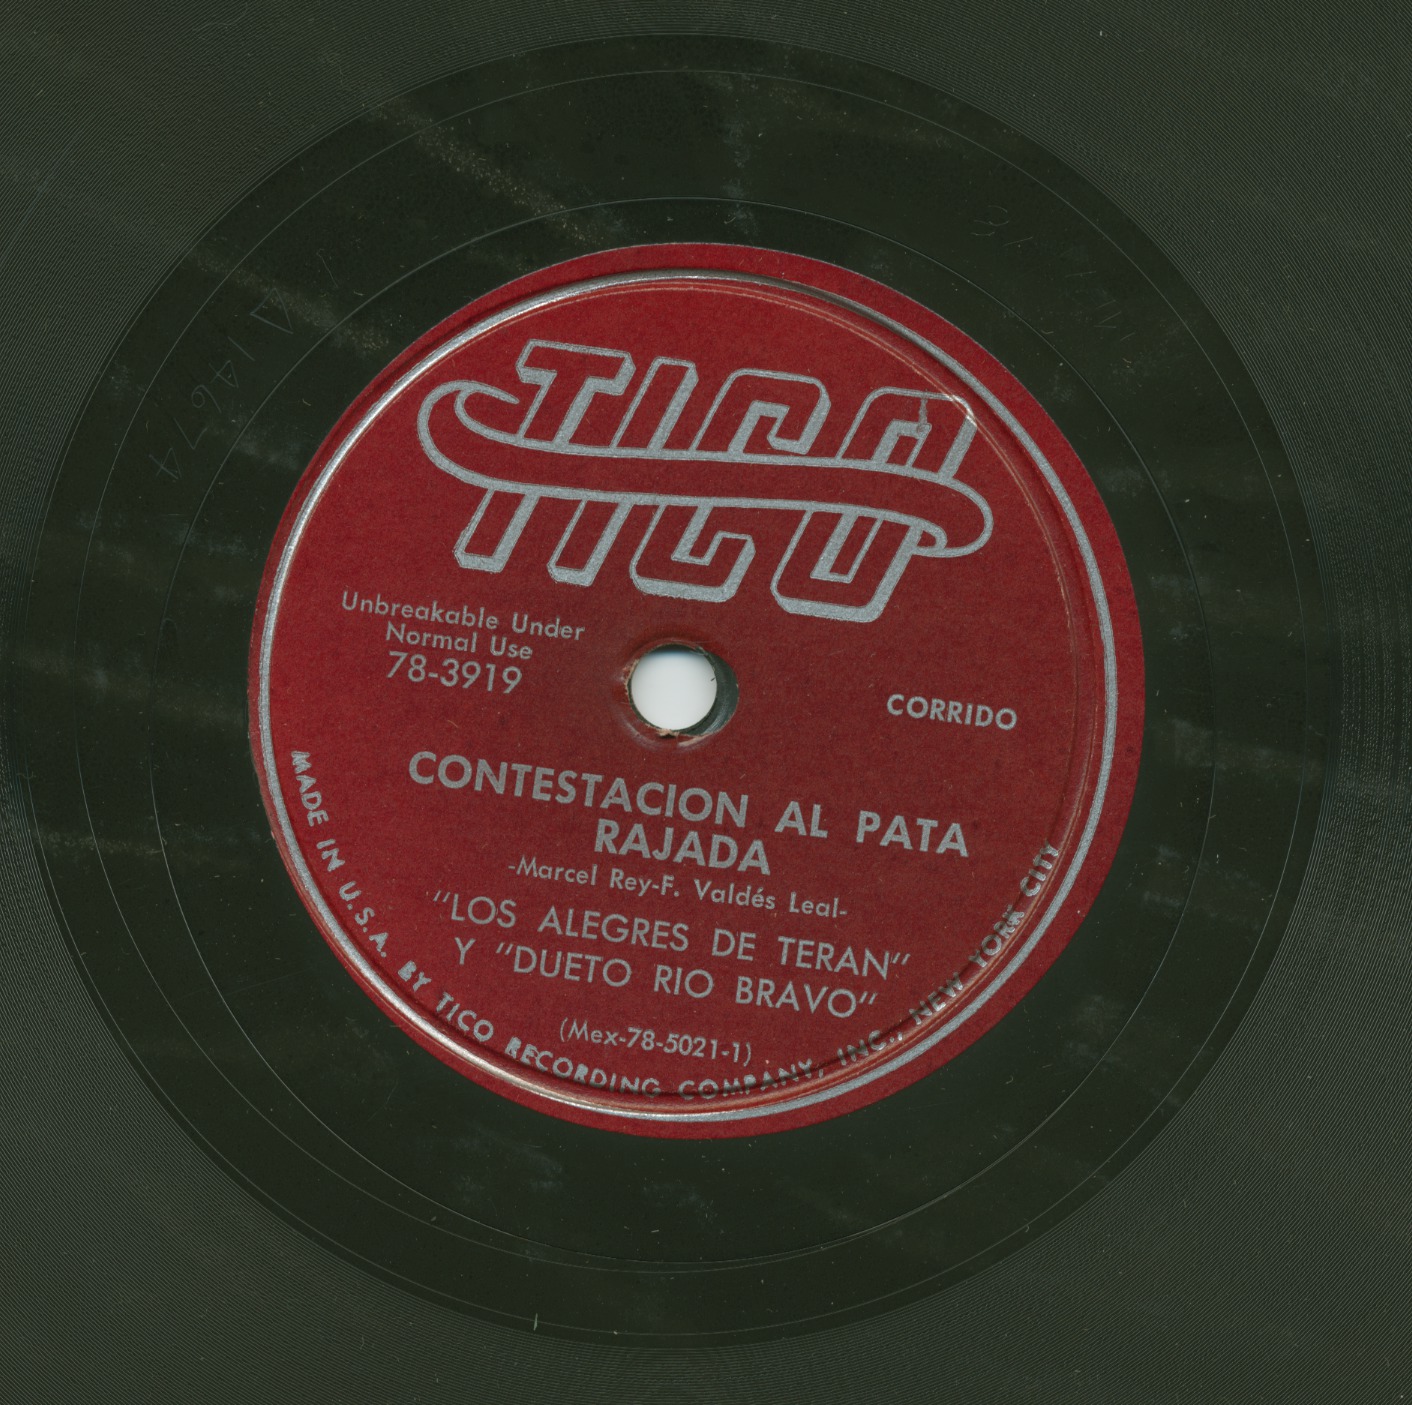 TICO
Unbreakable Under
Normal Use
78-3919
CORRIDO
CONTESTACION AL PATA
RAJADA
-Marcel Rey-F. Valdés Leal-
"LOS ALEGRES DE TERAN"
Y "DUETO RIO BRAVO"
(Mex-78-5021-1)
MADE IN U.S.A. BY TICO RECORDING COMPANY, INC., NEW YORK CITY